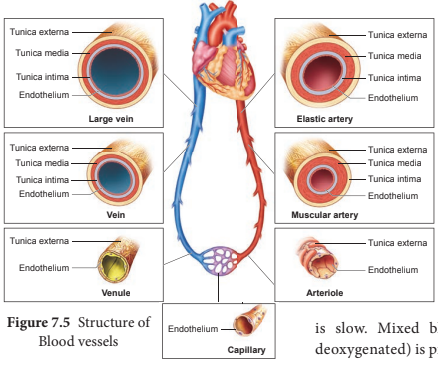 Tunica externa
Tunica media
Tunica intima
Endothelium
Large vein
Tunica externa
Tunica media
Tunica intima
Endothelium
Elastic artery
Tunica externa
Tunica media
Tunica intima
Endothelium
Vein
Tunica externa
Tunica media
Tunica intima
Endothelium
Muscular artery
Tunica externa
Endothelium
Venule
Tunica externa
Endothelium
Arteriole
Endothelium
Capillary
Figure 7.5 Structure of
Blood vessels
is slow. Mixed b
deoxygenated) is p